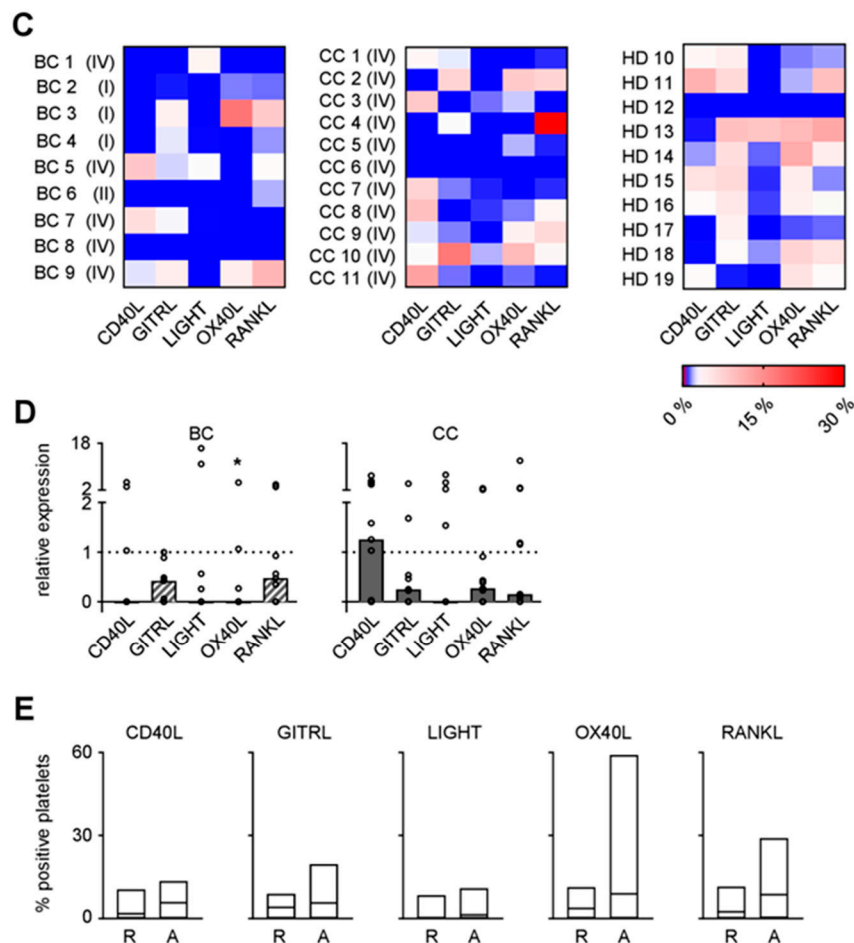 C
BC 1 (IV)
BC 2 (I)
BC 3 (I)
BC 4 (I)
BC 5 (IV)
BC 6 (II)
BC 7 (IV)
BC 8 (IV)
BC 9 (IV)
CD40L GITRL LIGHT OX40L RANKL
CC 1 (IV)
CC 2 (IV)
CC 3 (IV)
CC 4 (IV)
CC 5 (IV)
CC 6 (IV)
CC 7 (IV)
CC 8 (IV)
CC 9 (IV)
CC 10 (IV)
CC 11 (IV)
CD40L GITRL LIGHT OX40L RANKL
HD 10
HD 11
HD 12
HD 13
HD 14
HD 15
HD 16
HD 17
HD 18
HD 19
CD40L GITRL LIGHT OX40L RANKL
0 % 15 % 30 %
D
BC CC
relative expression
18
2
2
1
0
*
CD40L GITRL LIGHT OX40L RANKL
CD40L GITRL LIGHT OX40L RANKL
E
CD40L GITRL LIGHT OX40L RANKL
% positive platelets
60
30
0
R A R A R A R A R A